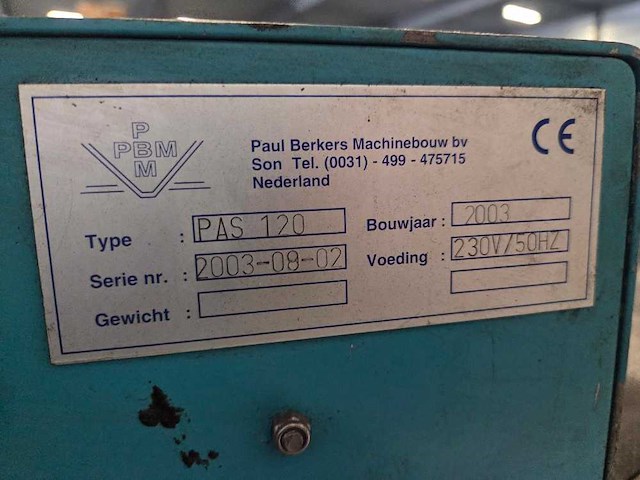 P
PBM
M
Paul Berkers Machinebouw bv
Son Tel. (0031) - 499 - 475715
Nederland
CE
Type : PAS 120
Bouwjaar : 2003
Serie nr. : 2003-08-02
Voeding : 230V/50HZ
Gewicht :